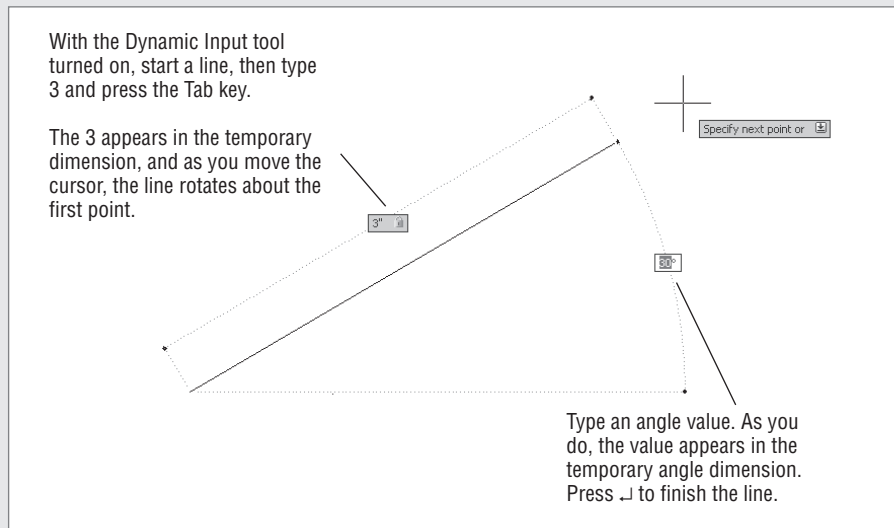 With the Dynamic Input tool
turned on, start a line, then type
3 and press the Tab key.
The 3 appears in the temporary
dimension, and as you move the
cursor, the line rotates about the
first point.
Specify next point or
3"
30°
Type an angle value. As you
do, the value appears in the
temporary angle dimension.
Press ↵ to finish the line.